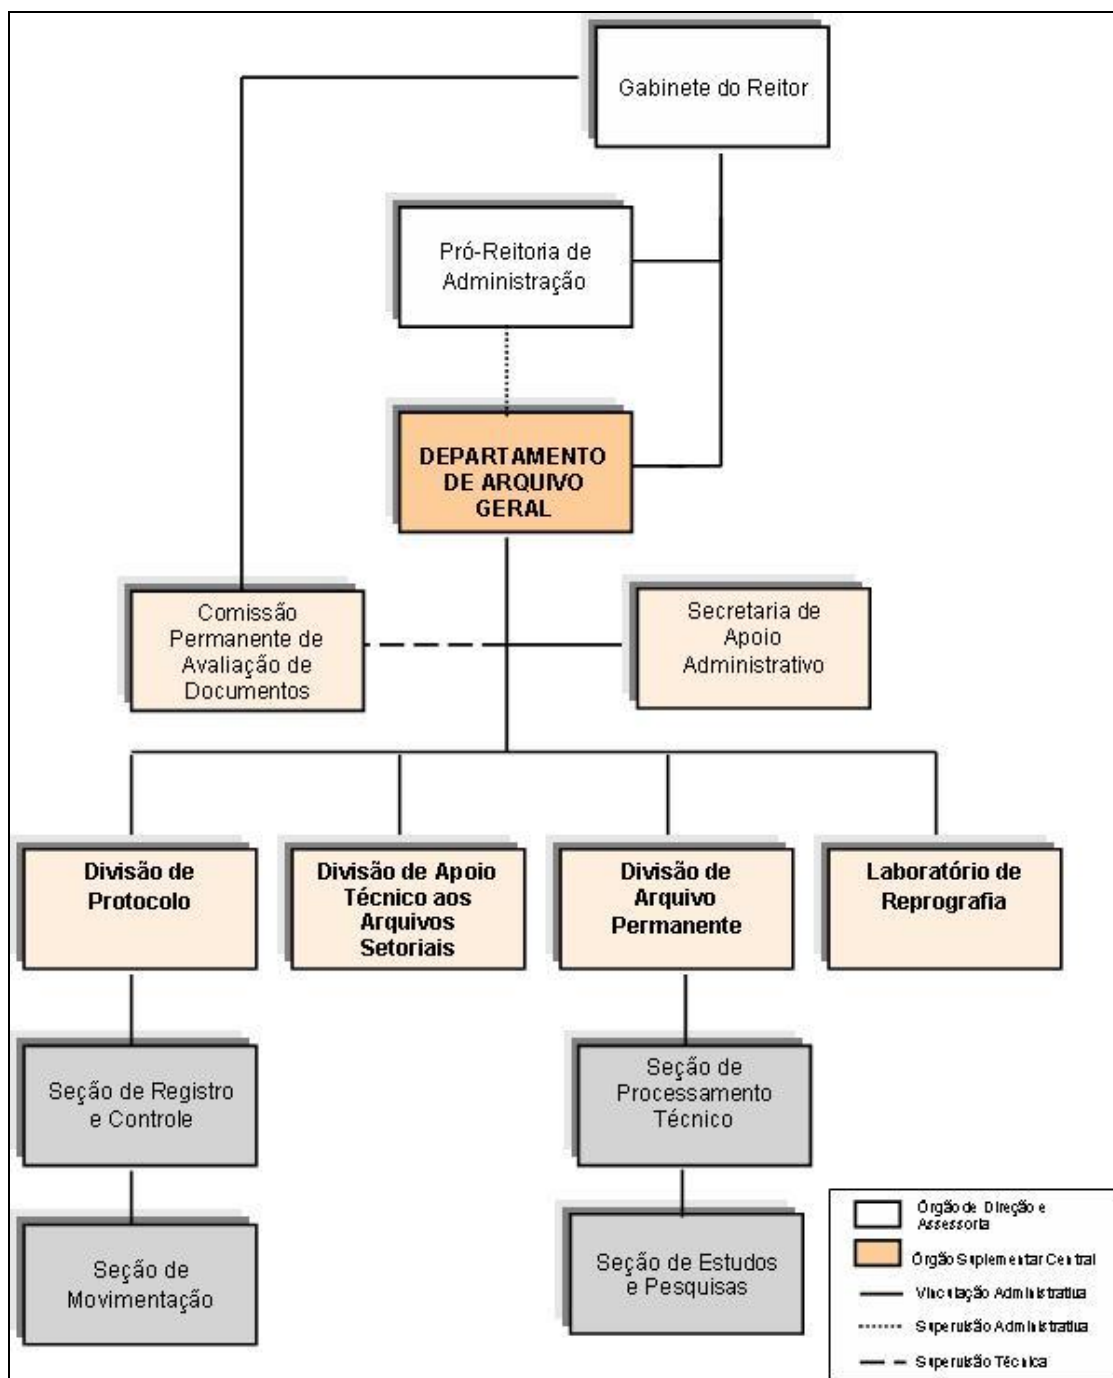 Gabinete do Reitor
Pró-Reitoria de
Administração
DEPARTAMENTO
DE ARQUIVO
GERAL
Comissão
Permanente de
Avaliação de
Documentos
Secretaria de
Apoio
Administrativo
Divisão de
Protocolo
Divisão de Apoio
Técnico aos
Arquivos
Setoriais
Divisão de
Arquivo
Permanente
Laboratório de
Reprografia
Seção de Registro
e Controle
Seção de
Processamento
Técnico
Seção de
Movimentação
Seção de Estudos
e Pesquisas
Órgão de Direção e
Assessoria
Órgão Suplementar Central
Vinculação Administrativa
Supervisão Administrativa
Supervisão Técnica